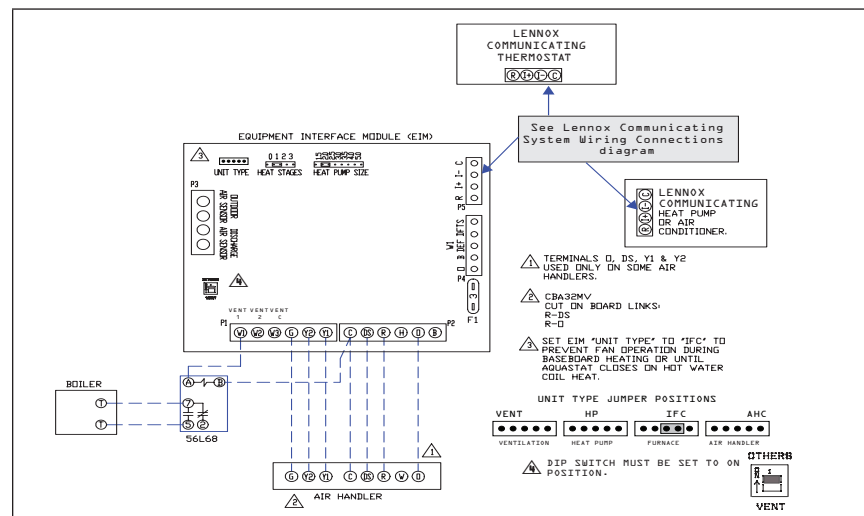 LENNOX
COMMUNICATING
THERMOSTAT
R I+ I- C
EQUIPMENT INTERFACE MODULE (EIM)
See Lennox Communicating
System Wiring Connections
diagram
3
UNIT TYPE
0 1 2 3
HEAT STAGES
HEAT PUMP SIZE
R I+ I- C
P5
LENNOX
COMMUNICATING
HEAT PUMP
OR AIR
CONDITIONER.
R I+ I- C
P3
OUTDOOR
AIR SENSOR
DISCHARGE
AIR SENSOR
W1
O B DEF DFTS
P4
3
F1
4
VENT 1
VENT 2
VENT C
P1
W1 W2 W3 G Y2 Y1
C DS R H O B
P2
1 TERMINALS O, DS, Y1 & Y2
USED ONLY ON SOME AIR
HANDLERS.
2 CBA32MV
CUT ON BOARD LINKS:
R-DS
R-O
3 SET EIM "UNIT TYPE" TO "IFC" TO
PREVENT FAN OPERATION DURING
BASEBOARD HEATING OR UNTIL
AQUASTAT CLOSES ON HOT WATER
COIL HEAT.
BOILER
T
T
A B
7
5 2
56L68
1
G Y2 Y1 C DS R W O
2
AIR HANDLER
UNIT TYPE JUMPER POSITIONS
VENT HP IFC AHC
VENTILATION HEAT PUMP FURNACE AIR HANDLER
4 DIP SWITCH MUST BE SET TO ON
POSITION.
OTHERS
VENT